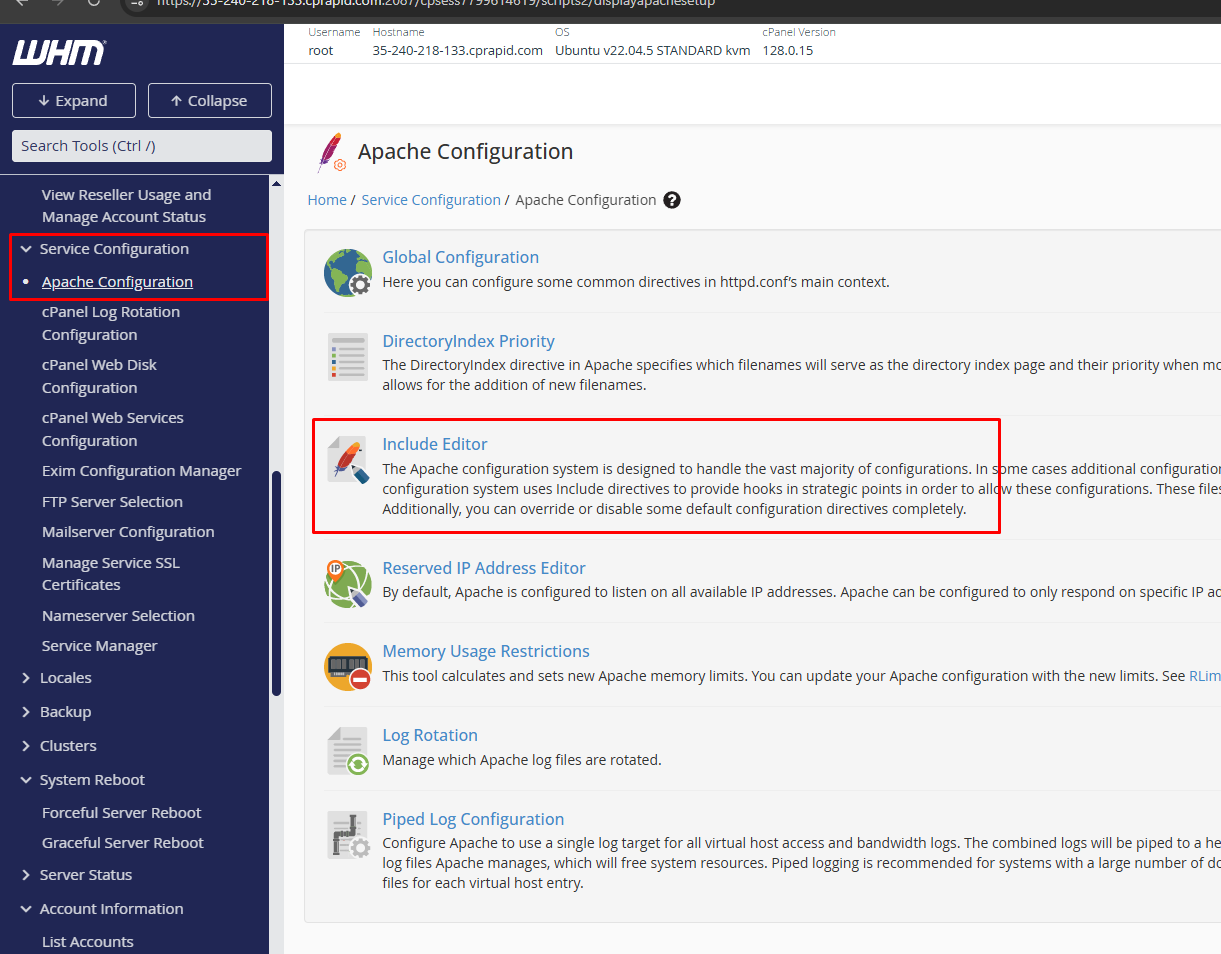 https://35-240-218-133.cprapid.com:2087/cpsess7799614619/scripts2/displayapachesetup
WHM
Expand
Collapse
Search Tools (Ctrl /)
View Reseller Usage and
Manage Account Status
Service Configuration
Apache Configuration
cPanel Log Rotation
Configuration
cPanel Web Disk
Configuration
cPanel Web Services
Configuration
Exim Configuration Manager
FTP Server Selection
Mailserver Configuration
Manage Service SSL
Certificates
Nameserver Selection
Service Manager
Locales
Backup
Clusters
System Reboot
Forceful Server Reboot
Graceful Server Reboot
Server Status
Account Information
List Accounts
Username Hostname OS cPanel Version
root 35-240-218-133.cprapid.com Ubuntu v22.04.5 STANDARD kvm 128.0.15
Apache Configuration
Home / Service Configuration / Apache Configuration ?
Global Configuration
Here you can configure some common directives in httpd.conf’s main context.
DirectoryIndex Priority
The DirectoryIndex directive in Apache specifies which filenames will serve as the directory index page and their priority when mo
allows for the addition of new filenames.
Include Editor
The Apache configuration system is designed to handle the vast majority of configurations. In some cases additional configuration
configuration system uses Include directives to provide hooks in strategic points in order to allow these configurations. These files
Additionally, you can override or disable some default configuration directives completely.
IP
Reserved IP Address Editor
By default, Apache is configured to listen on all available IP addresses. Apache can be configured to only respond on specific IP ad
Memory Usage Restrictions
This tool calculates and sets new Apache memory limits. You can update your Apache configuration with the new limits. See RLim
Log Rotation
Manage which Apache log files are rotated.
Piped Log Configuration
Configure Apache to use a single log target for all virtual host access and bandwidth logs. The combined logs will be piped to a he
log files Apache manages, which will free system resources. Piped logging is recommended for systems with a large number of do
files for each virtual host entry.